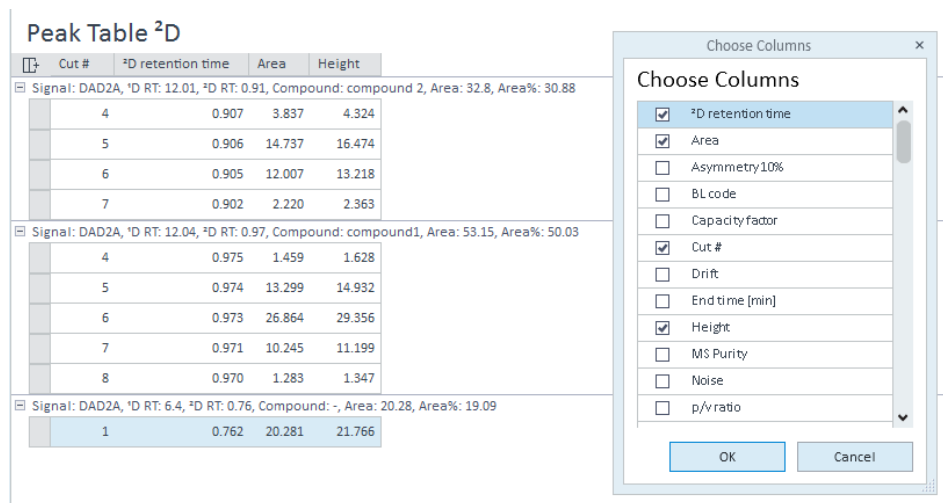 Peak Table ²D
Cut # ²D retention time Area Height
Signal: DAD2A, ¹D RT: 12.01, ²D RT: 0.91, Compound: compound 2, Area: 32.8, Area%: 30.88
4 0.907 3.837 4.324
5 0.906 14.737 16.474
6 0.905 12.007 13.218
7 0.902 2.220 2.363
Signal: DAD2A, ¹D RT: 12.04, ²D RT: 0.97, Compound: compound1, Area: 53.15, Area%: 50.03
4 0.975 1.459 1.628
5 0.974 13.299 14.932
6 0.973 26.864 29.356
7 0.971 10.245 11.199
8 0.970 1.283 1.347
Signal: DAD2A, ¹D RT: 6.4, ²D RT: 0.76, Compound: -, Area: 20.28, Area%: 19.09
1 0.762 20.281 21.766
Choose Columns
Choose Columns
²D retention time
Area
Asymmetry10%
BL code
Capacity factor
Cut #
Drift
End time [min]
Height
MS Purity
Noise
p/v ratio
OK Cancel